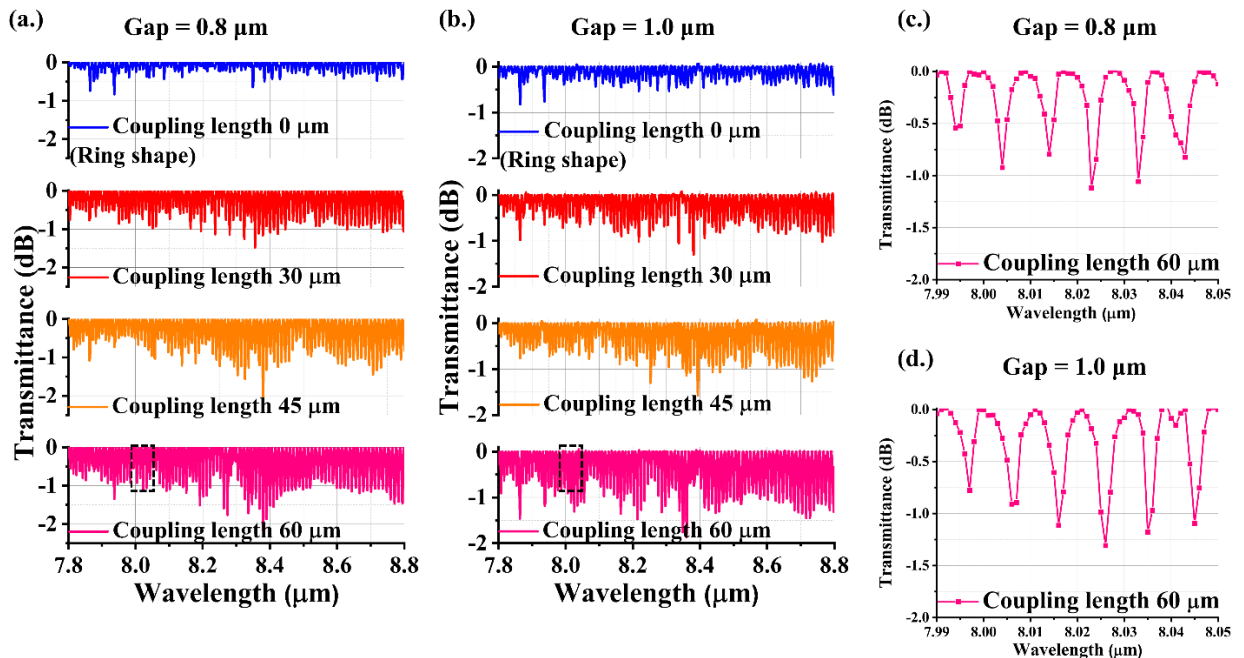 (a.)
Gap = 0.8 μm
0
-1
-2
Coupling length 0 μm
(Ring shape)
0
-1
-2
Coupling length 30 μm
0
-1
-2
Coupling length 45 μm
0
-1
-2
Coupling length 60 μm
Transmittance (dB)
7.8 8.0 8.2 8.4 8.6 8.8
Wavelength (μm)
(b.)
Gap = 1.0 μm
0
-1
-2
Coupling length 0 μm
(Ring shape)
0
-1
-2
Coupling length 30 μm
0
-1
-2
Coupling length 45 μm
0
-1
-2
Coupling length 60 μm
Transmittance (dB)
7.8 8.0 8.2 8.4 8.6 8.8
Wavelength (μm)
(c.)
Gap = 0.8 μm
0.0
-0.5
-1.0
-1.5
-2.0
Transmittance (dB)
Coupling length 60 μm
7.99 8.00 8.01 8.02 8.03 8.04 8.05
Wavelength (μm)
(d.)
Gap = 1.0 μm
0.0
-0.5
-1.0
-1.5
-2.0
Transmittance (dB)
Coupling length 60 μm
7.99 8.00 8.01 8.02 8.03 8.04 8.05
Wavelength (μm)